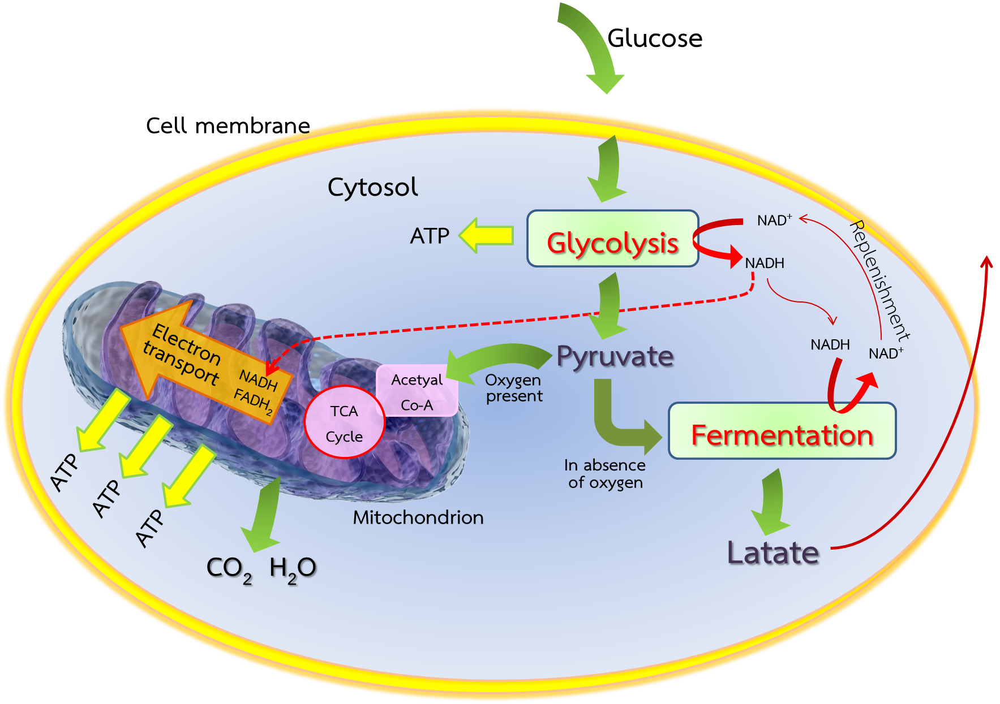 Glucose
Cell membrane
Cytosol
ATP
Glycolysis
NAD⁺
NADH
Replenishment
Electron
transport
NADH
FADH₂
TCA
Cycle
Acetyal
Co-A
Oxygen
present
Pyruvate
NADH
NAD⁺
Fermentation
In absence
of oxygen
ATP
ATP
ATP
Mitochondrion
CO₂ H₂O
Latate